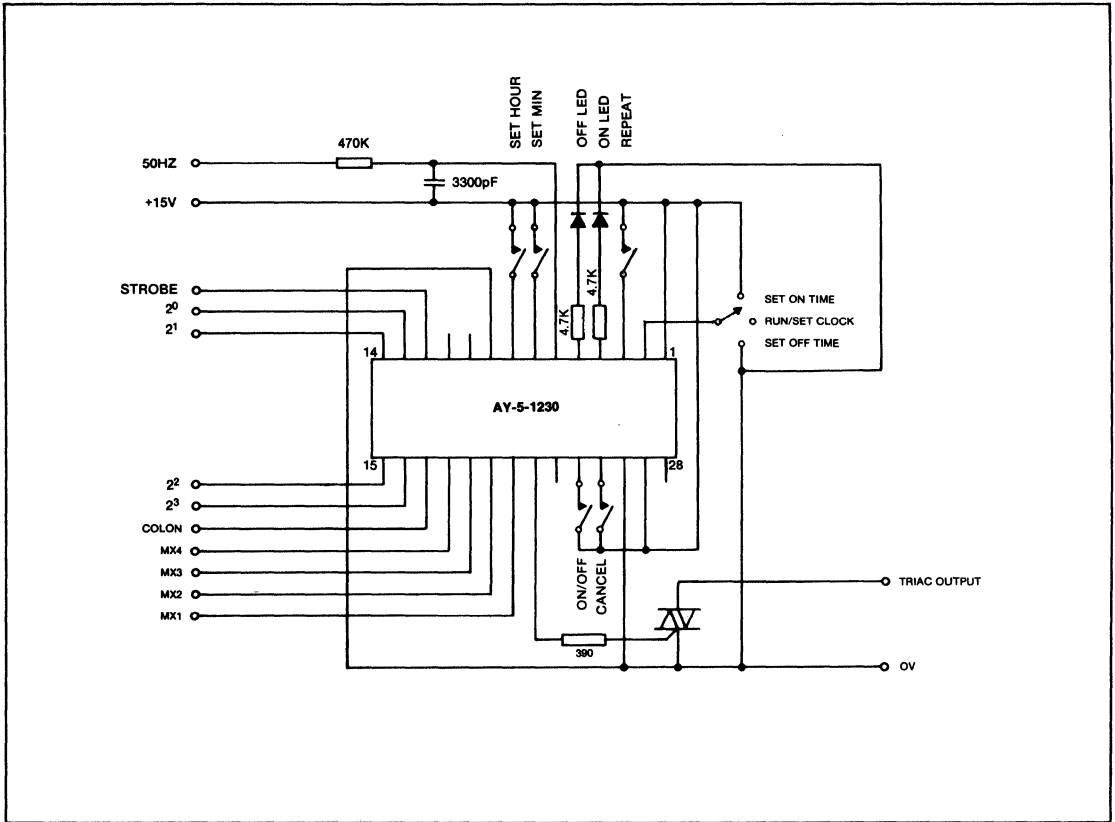 SET HOUR
SET MIN
OFF LED
ON LED
REPEAT
470K
50HZ
3300pF
+15V
4.7K
4.7K
STROBE
2⁰
2¹
SET ON TIME
RUN/SET CLOCK
SET OFF TIME
14
1
AY-5-1230
15
28
2²
2³
COLON
MX4
MX3
MX2
MX1
ON/OFF
CANCEL
TRIAC OUTPUT
390
OV